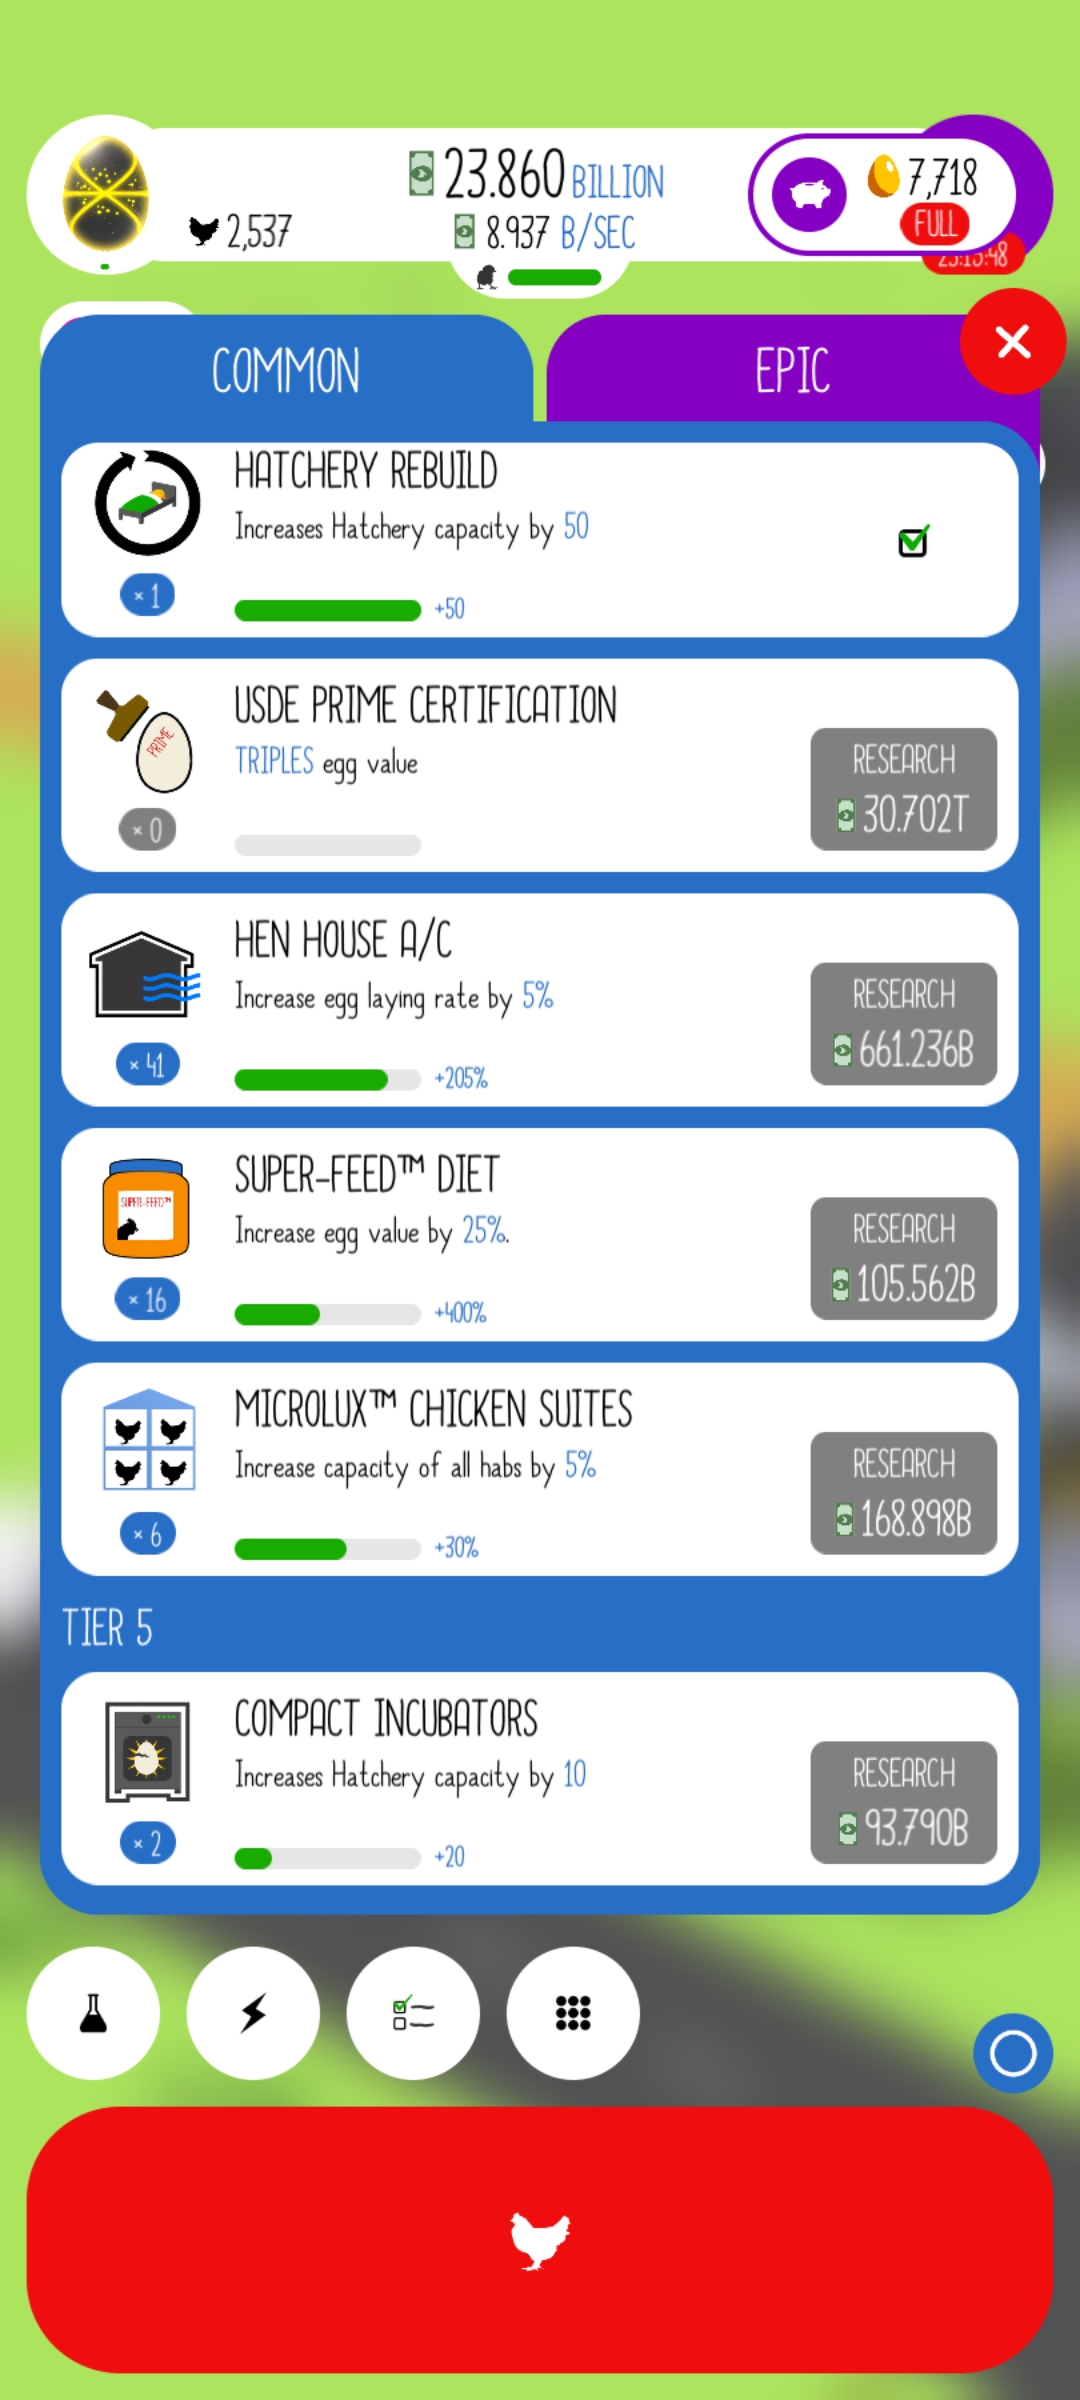 23.860 BILLION
7,718
2,537
8.937 B/SEC
FULL
23:15:48
COMMON
EPIC
HATCHERY REBUILD
Increases Hatchery capacity by 50
× 1
+50
USDE PRIME CERTIFICATION
TRIPLES egg value
PRIME
RESEARCH
30.702T
× 0
HEN HOUSE A/C
Increase egg laying rate by 5%
RESEARCH
661.236B
× 41
+205%
SUPER-FEED™ DIET
Increase egg value by 25%.
SUPER-FEED™
RESEARCH
105.562B
× 16
+400%
MICROLUX™ CHICKEN SUITES
Increase capacity of all habs by 5%
RESEARCH
168.898B
× 6
+30%
TIER 5
COMPACT INCUBATORS
Increases Hatchery capacity by 10
RESEARCH
93.790B
× 2
+20